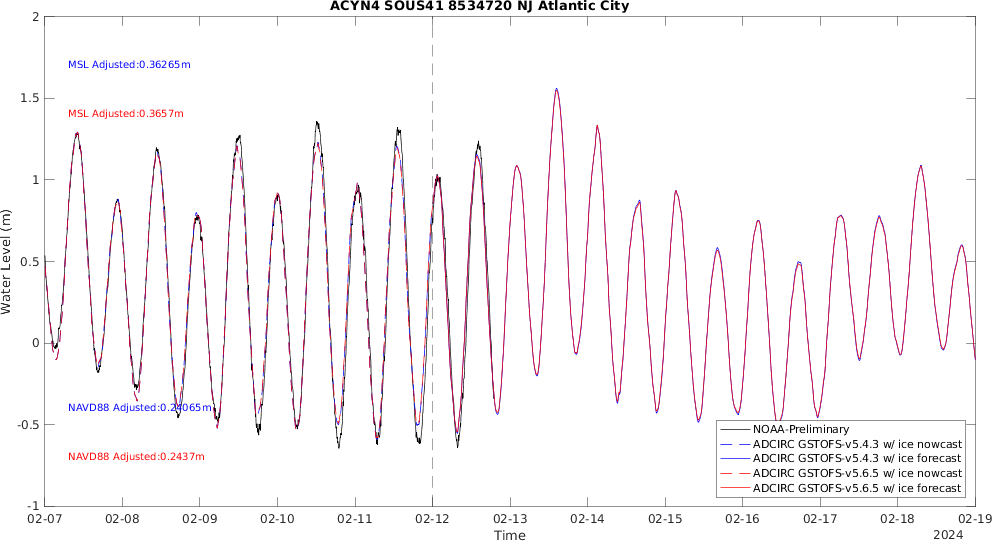 ACYN4 SOUS41 8534720 NJ Atlantic City
2
1.5
1
0.5
0
-0.5
-1
Water Level (m)
MSL Adjusted:0.36265m
MSL Adjusted:0.3657m
NAVD88 Adjusted:0.24065m
NAVD88 Adjusted:0.2437m
NOAA-Preliminary
ADCIRC GSTOFS-v5.4.3 w/ ice nowcast
ADCIRC GSTOFS-v5.4.3 w/ ice forecast
ADCIRC GSTOFS-v5.6.5 w/ ice nowcast
ADCIRC GSTOFS-v5.6.5 w/ ice forecast
02-07 02-08 02-09 02-10 02-11 02-12 02-13 02-14 02-15 02-16 02-17 02-18 02-19
Time
2024